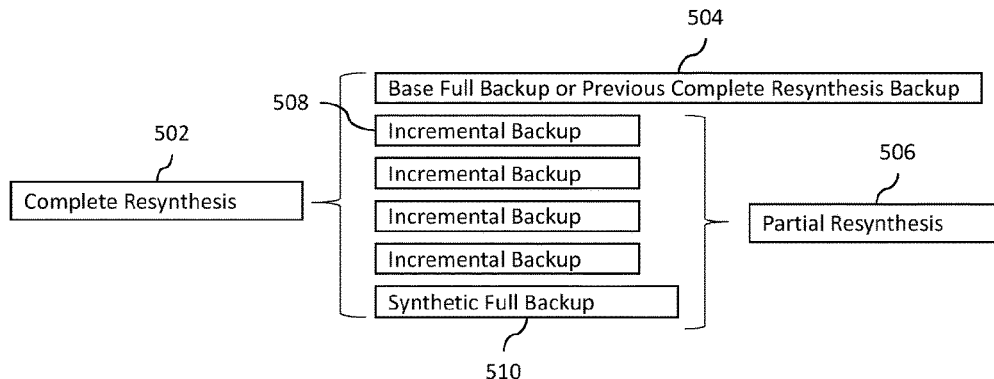 504
Base Full Backup or Previous Complete Resynthesis Backup
508
Incremental Backup
502
506
Incremental Backup
Complete Resynthesis
Incremental Backup
Partial Resynthesis
Incremental Backup
Synthetic Full Backup
510